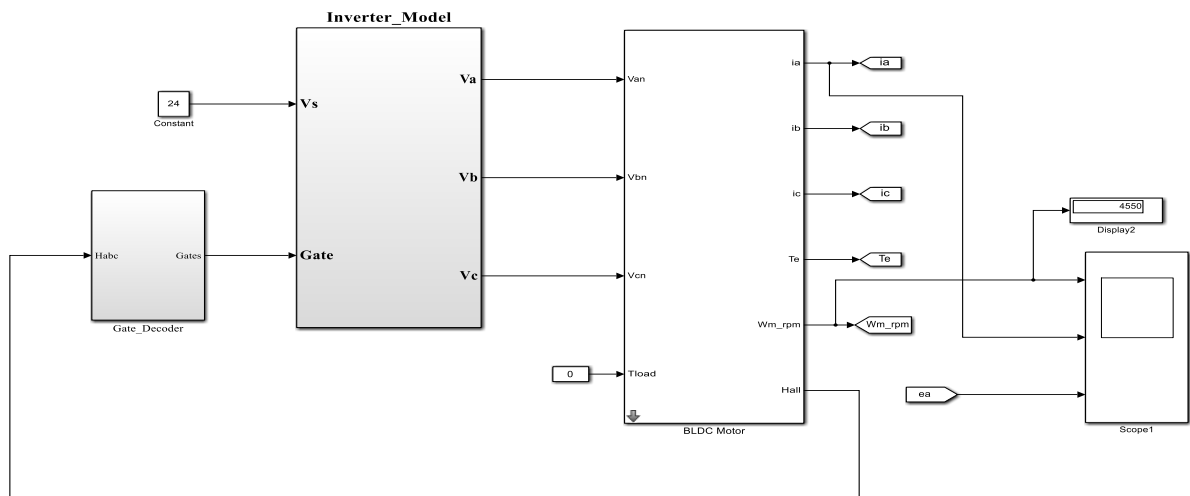 Inverter_Model
Vs
Gate
Va
Vb
Vc
24
Constant
Habc
Gates
Gate_Decoder
Van
Vbn
Vcn
Tload
0
ia
ib
ic
Te
Wm_rpm
Hall
BLDC Motor
ia
ib
ic
Te
Wm_rpm
ea
4550
Display2
Scope1